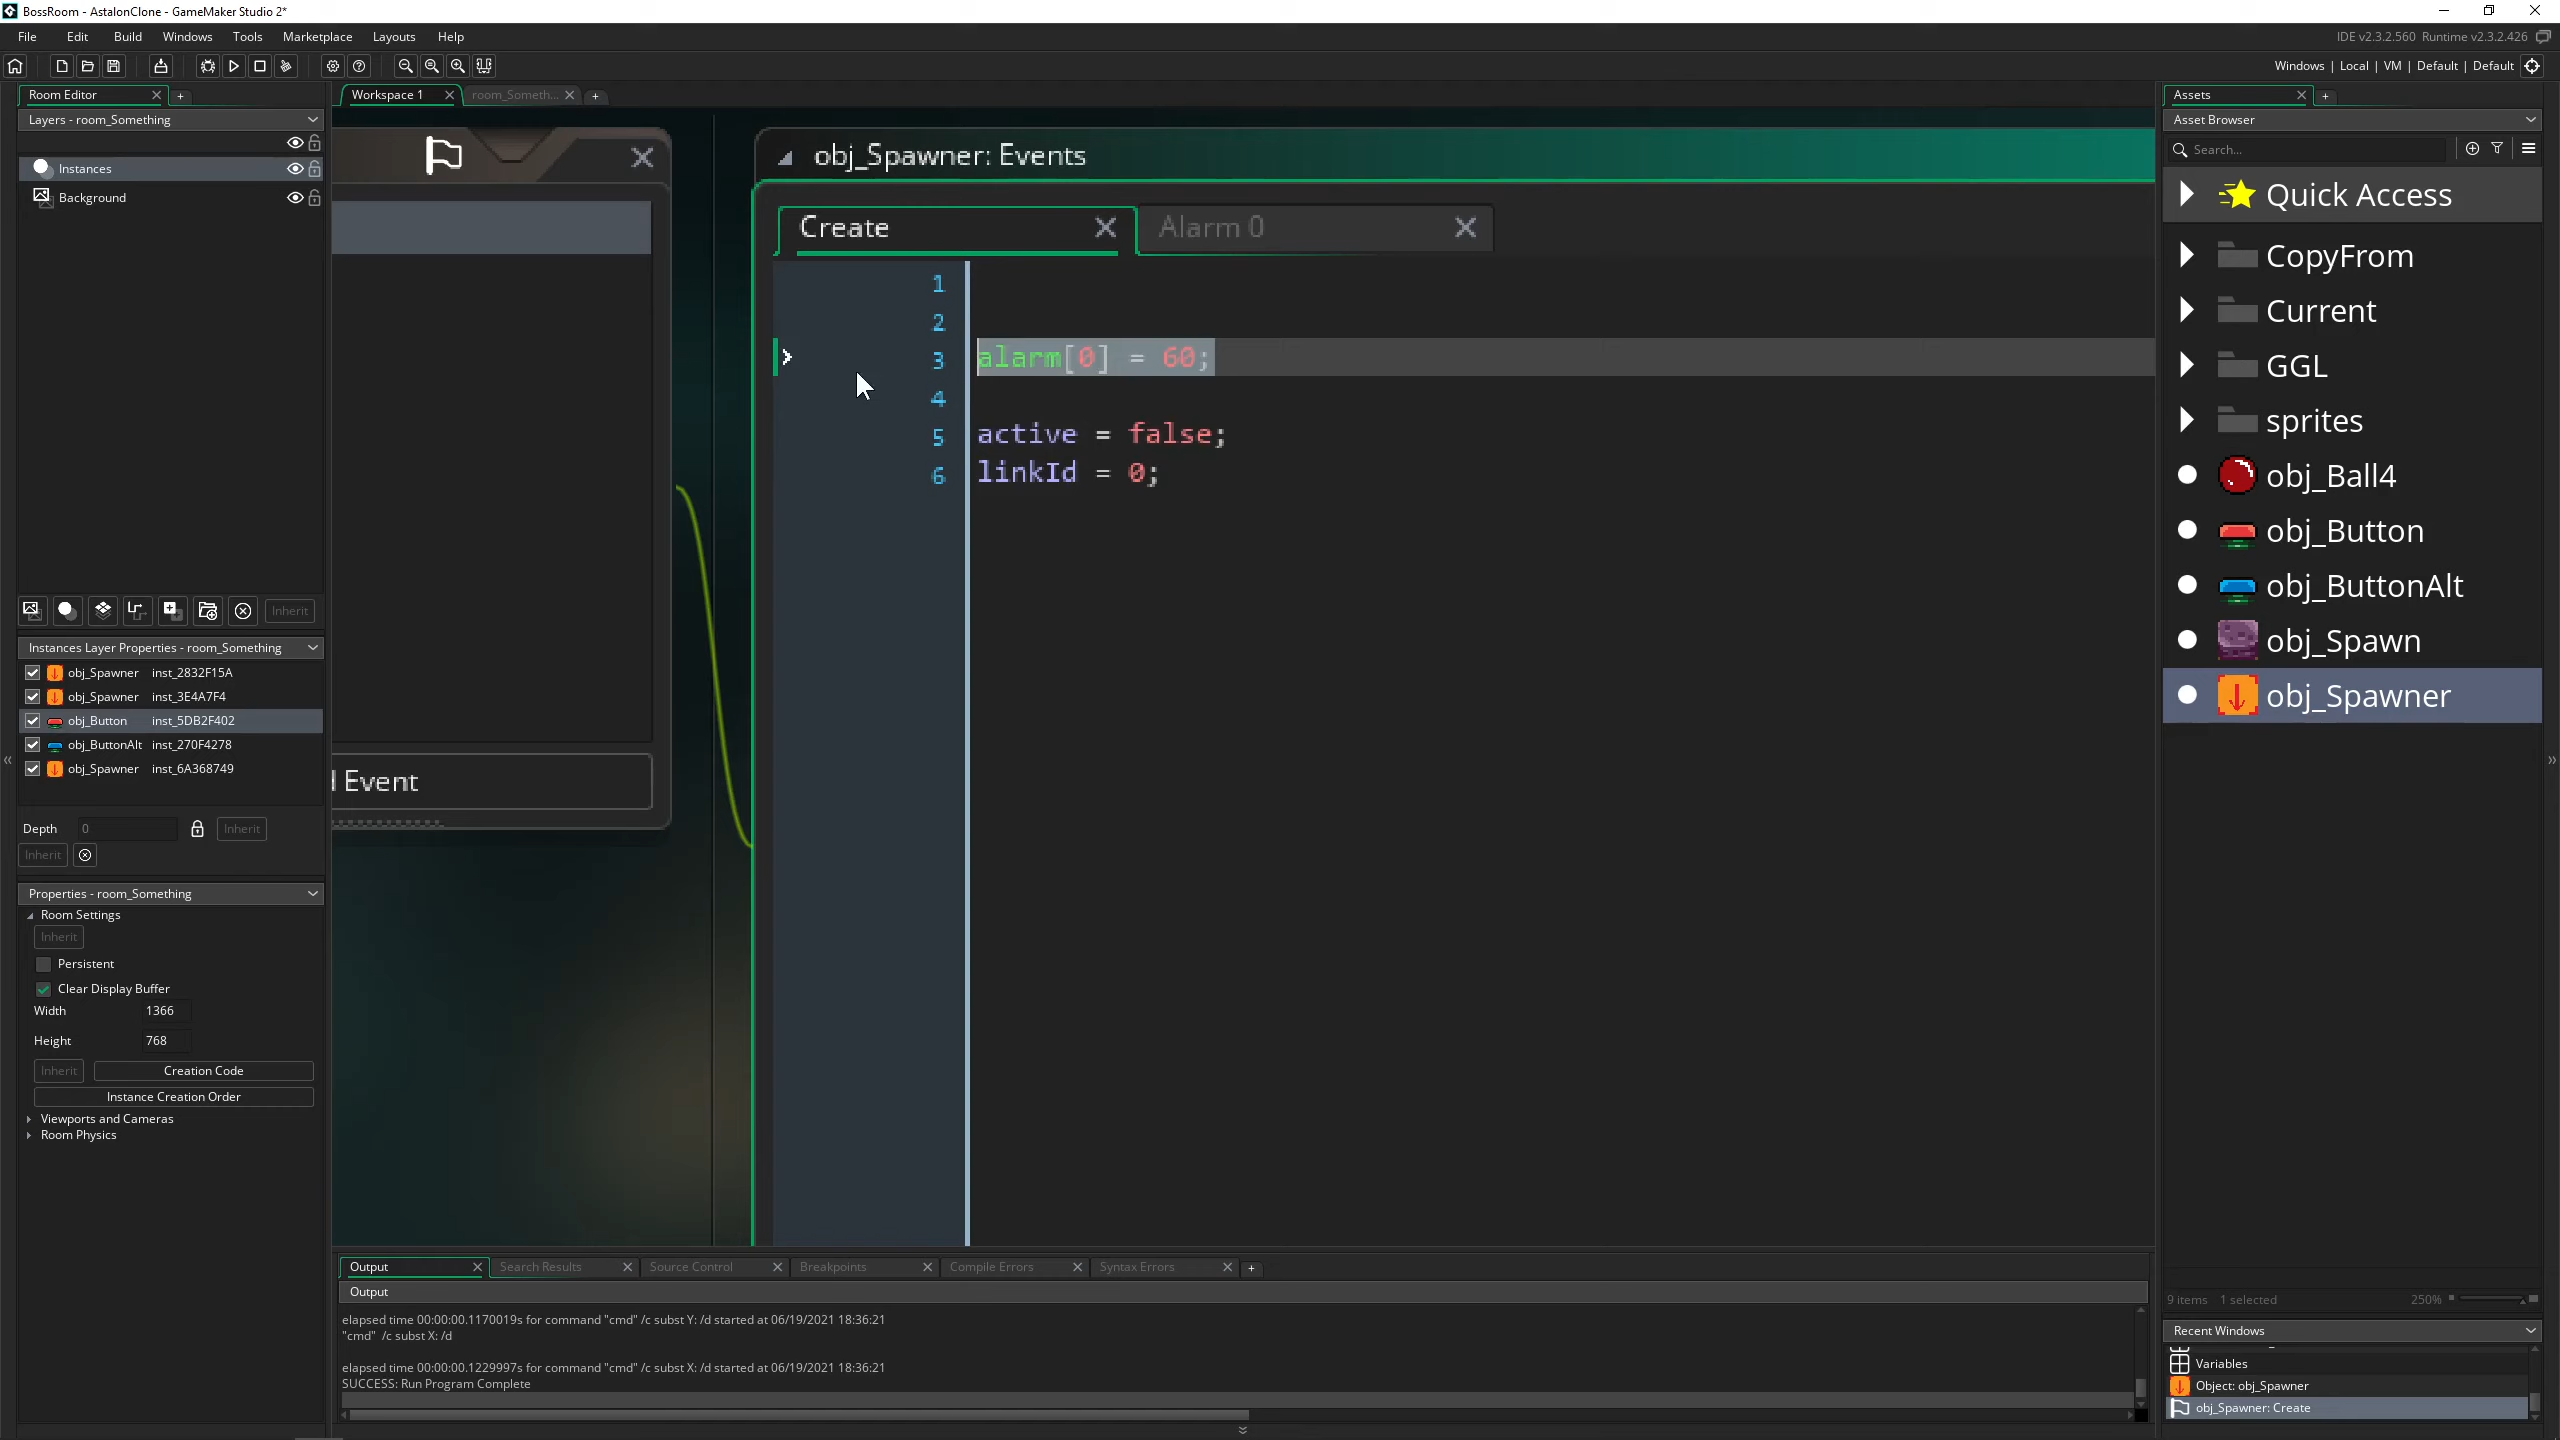 BossRoom - AstalonClone - GameMaker Studio 2*
File Edit Build Windows Tools Marketplace Layouts Help
IDE v2.3.2.560 Runtime v2.3.2.426
Windows | Local | VM | Default | Default
Room Editor
Layers - room_Something
Instances
Background
Inherit
Instances Layer Properties - room_Something
obj_Spawner inst_2832F15A
obj_Spawner inst_3E4A7F4
obj_Button inst_5DB2F402
obj_ButtonAlt inst_270F4278
obj_Spawner inst_6A368749
Depth 0 Inherit
Inherit
Properties - room_Something
Room Settings
Inherit
Persistent
Clear Display Buffer
Width 1366
Height 768
Inherit Creation Code
Instance Creation Order
Viewports and Cameras
Room Physics
Workspace 1 room_Someth...
Event
obj_Spawner: Events
Create Alarm 0
1
2
3 alarm[0] = 60;
4
5 active = false;
6 linkId = 0;
Output Search Results Source Control Breakpoints Compile Errors Syntax Errors
Output
elapsed time 00:00:00.1170019s for command "cmd" /c subst Y: /d started at 06/19/2021 18:36:21
"cmd" /c subst X: /d
elapsed time 00:00:00.1229997s for command "cmd" /c subst X: /d started at 06/19/2021 18:36:21
SUCCESS: Run Program Complete
Assets
Asset Browser
Search...
Quick Access
CopyFrom
Current
GGL
sprites
obj_Ball4
obj_Button
obj_ButtonAlt
obj_Spawn
obj_Spawner
9 items 1 selected 250%
Recent Windows
Variables
Object: obj_Spawner
obj_Spawner: Create